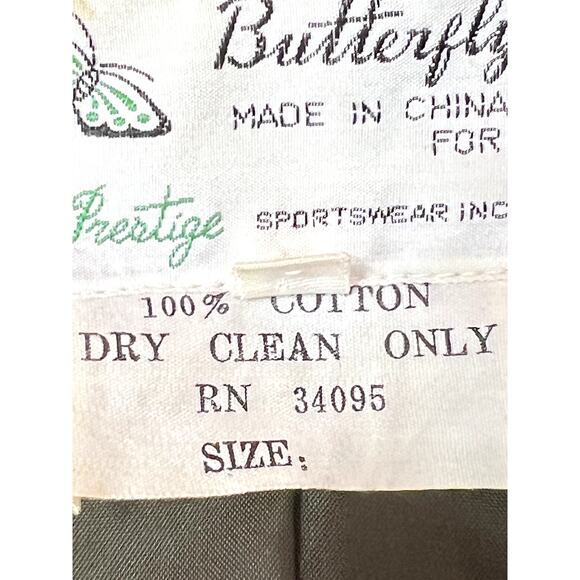 Butterfly
MADE IN CHINA
FOR
Prestige SPORTSWEAR INC
100% COTTON
DRY CLEAN ONLY
RN 34095
SIZE: